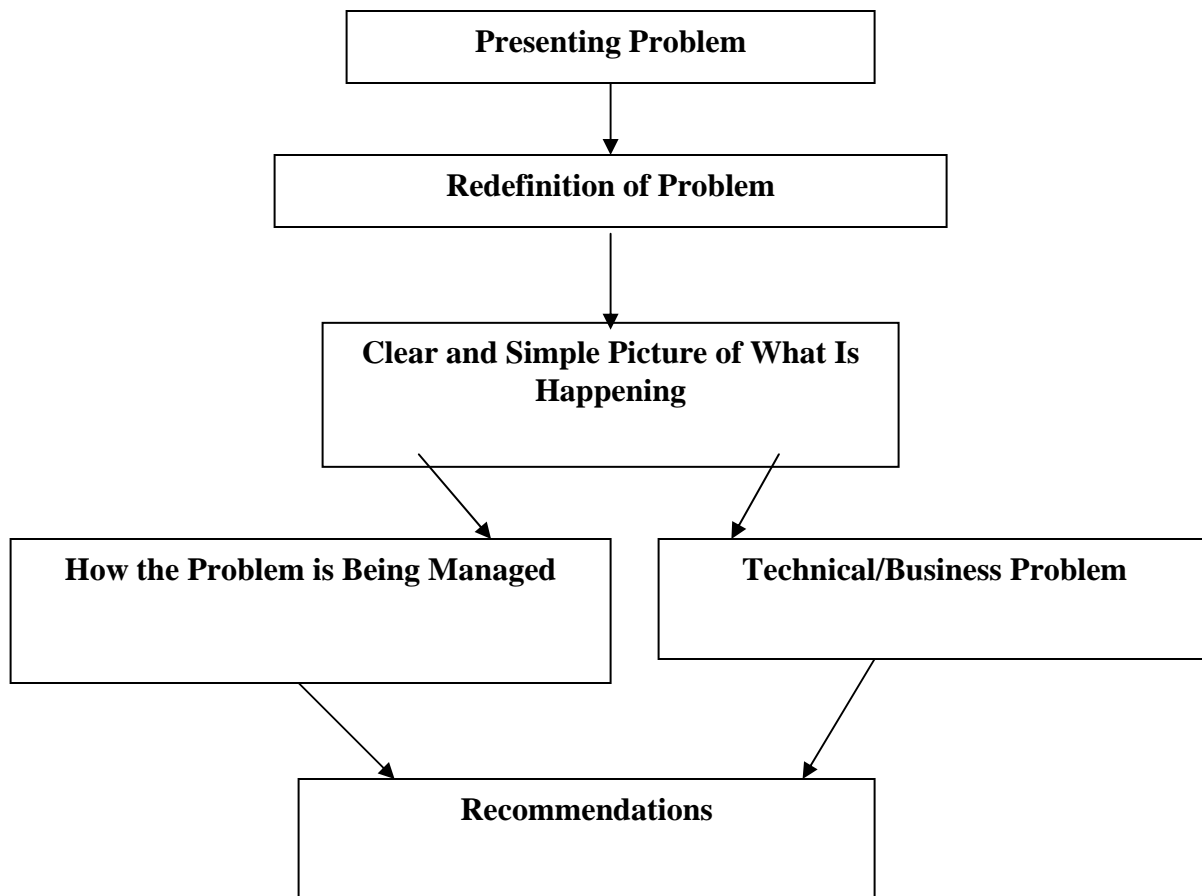 Presenting Problem
Redefinition of Problem
Clear and Simple Picture of What Is
Happening
How the Problem is Being Managed
Technical/Business Problem
Recommendations